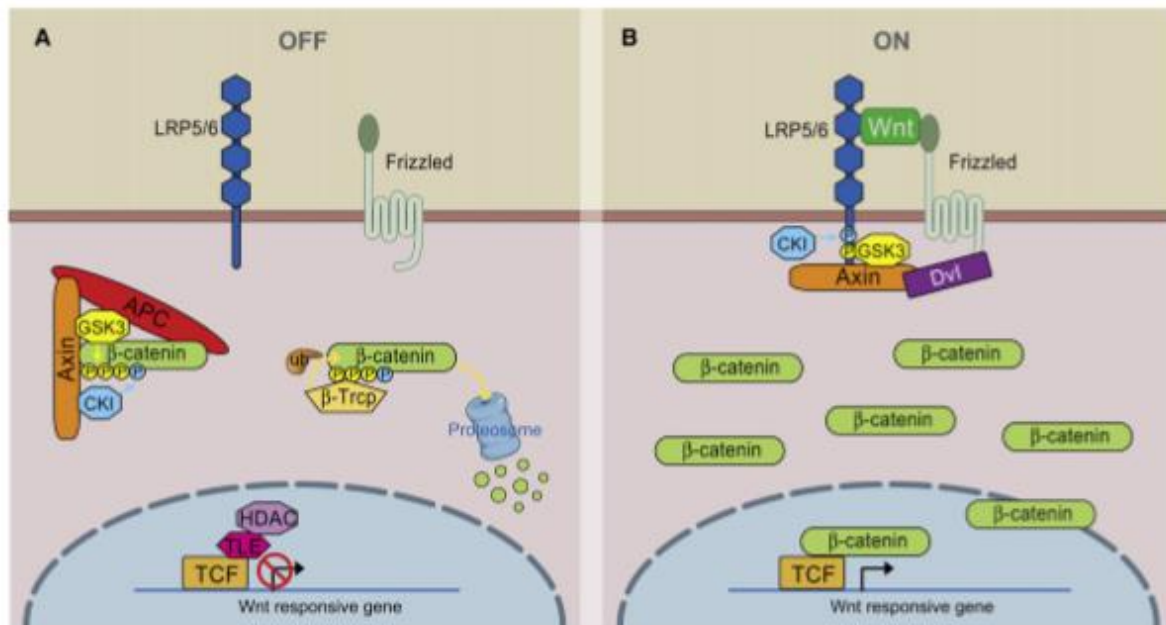 A
OFF
LRP5/6
Frizzled
APC
Axin
GSK3
β-catenin
P P P P
CKI
ub
β-catenin
P P P P
β-Trcp
Proteosome
HDAC
TLE
TCF
Wnt responsive gene
B
ON
LRP5/6
Wnt
Frizzled
CKI
P
P
GSK3
Axin
Dvl
β-catenin
β-catenin
β-catenin
β-catenin
β-catenin
β-catenin
β-catenin
TCF
Wnt responsive gene